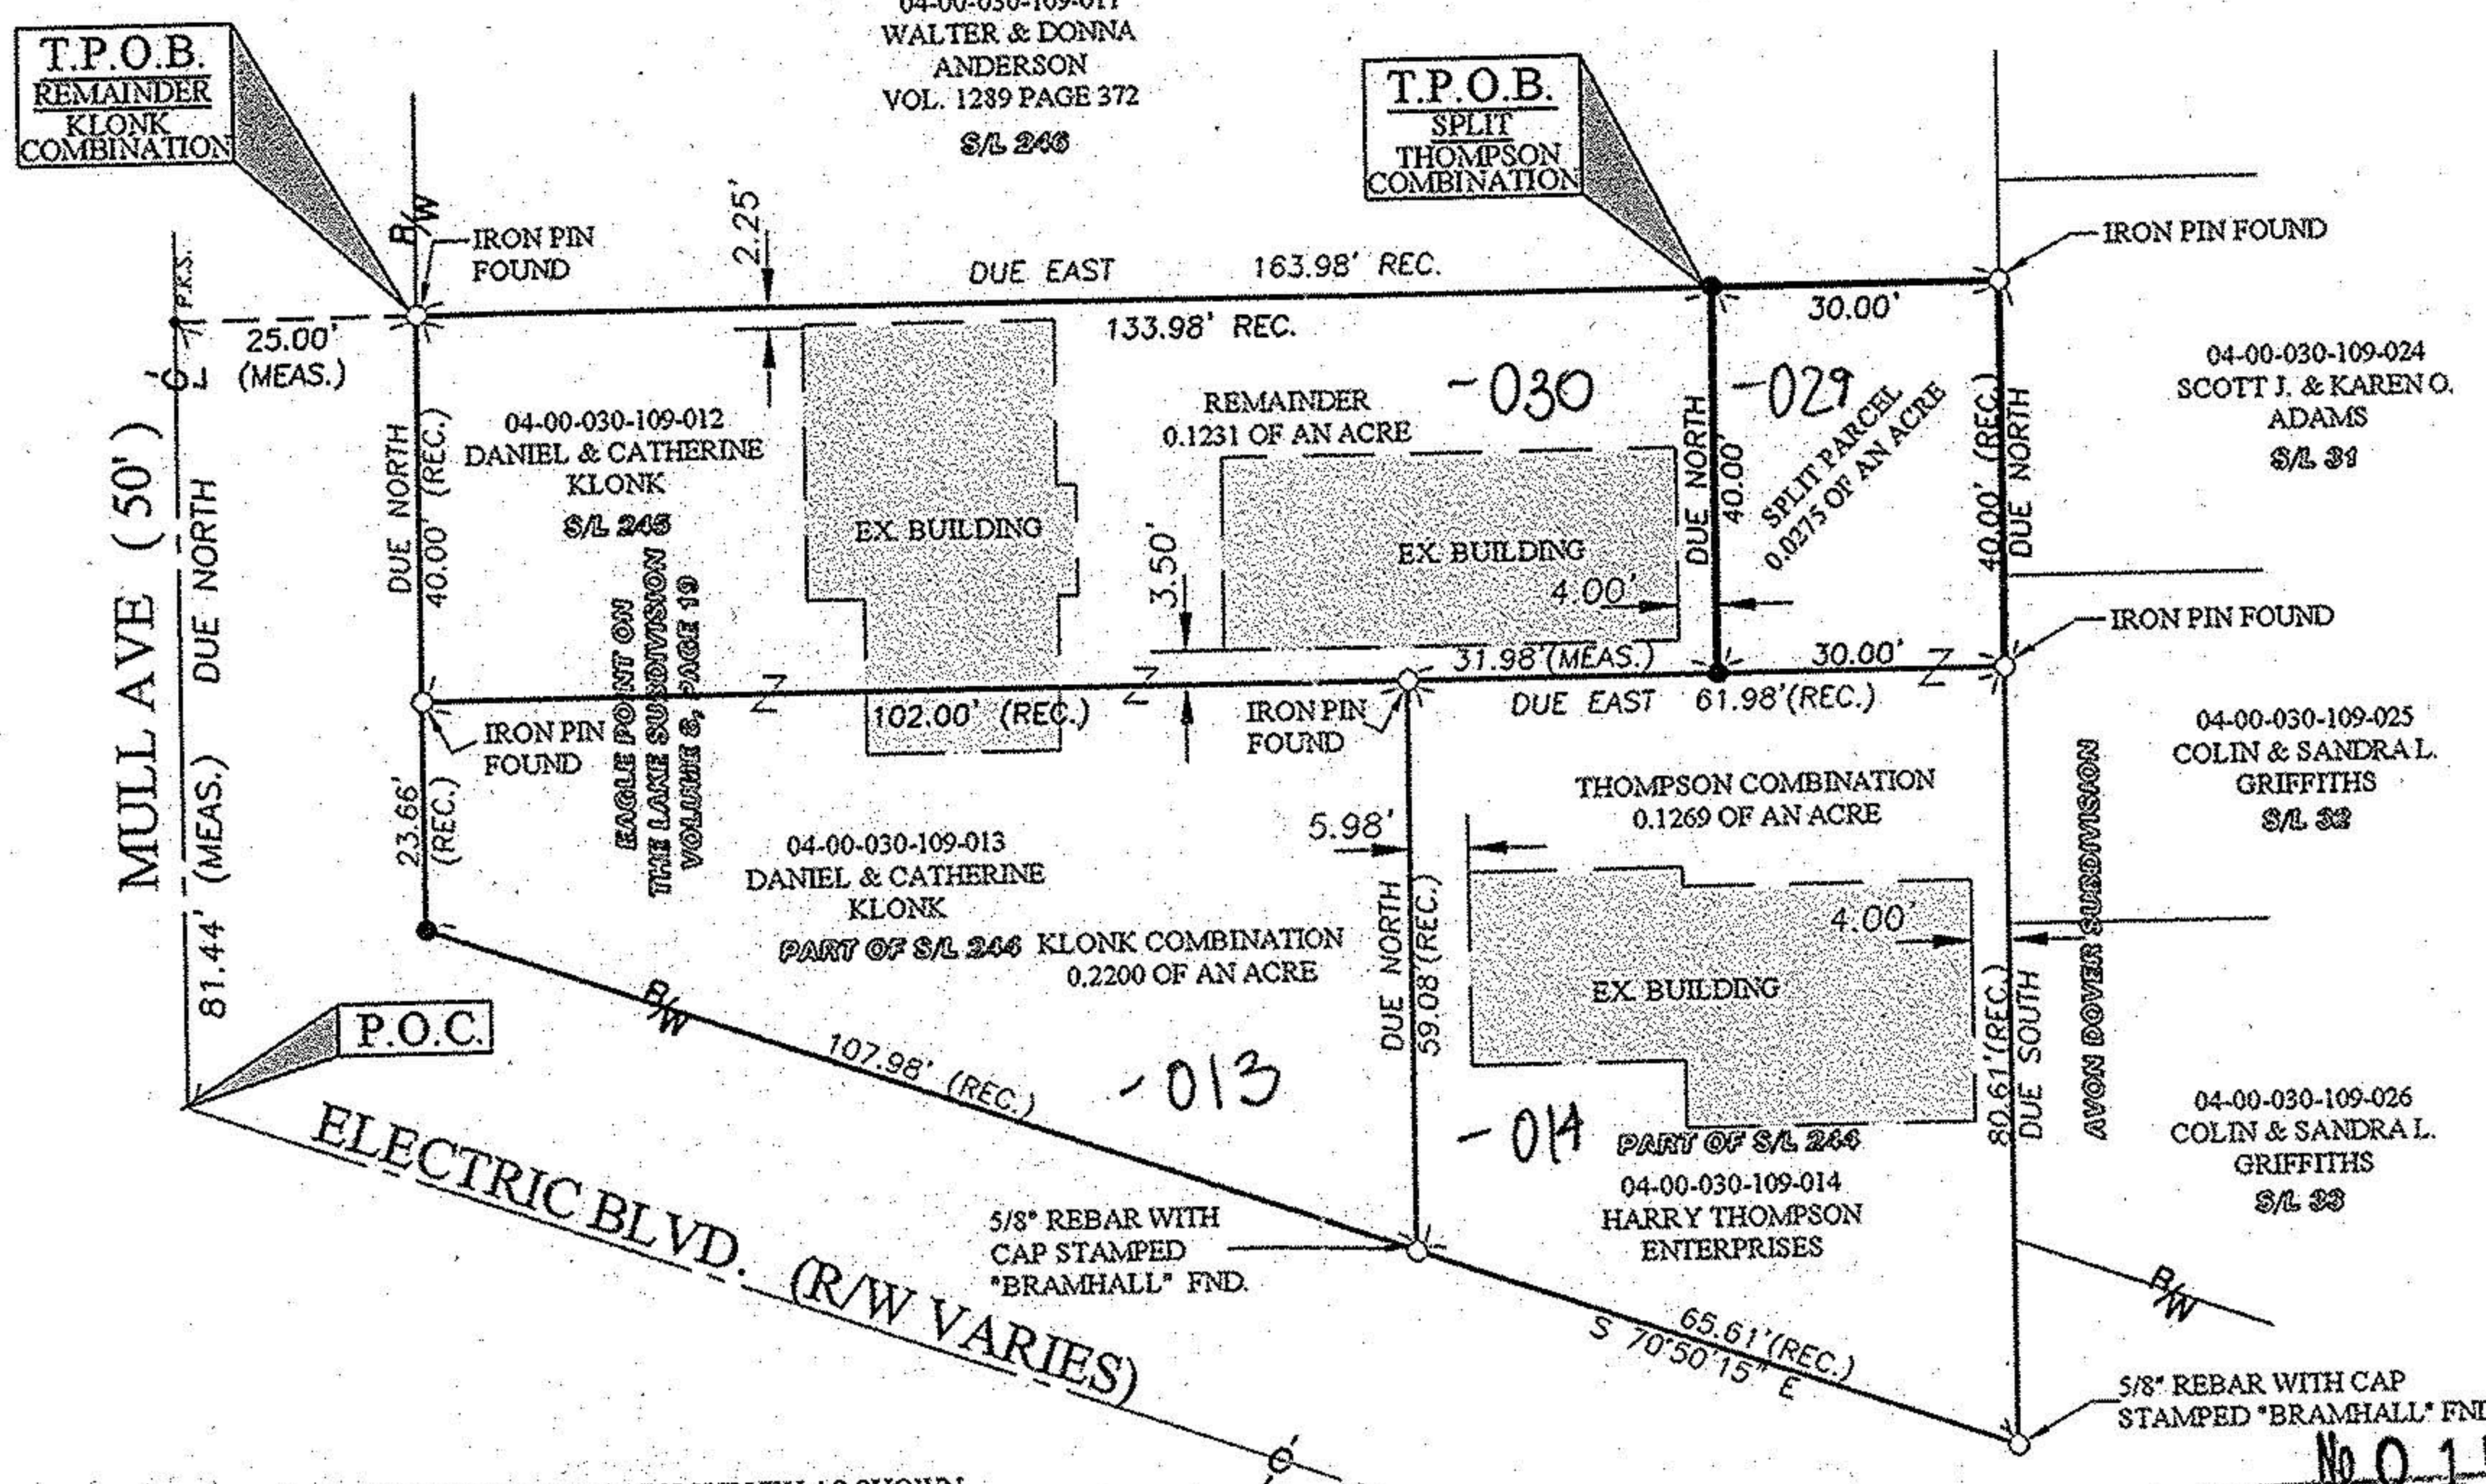 04-00-030-109-011
WALTER & DONNA
ANDERSON
VOL. 1289 PAGE 372
S/L 246
T.P.O.B.
REMAINDER
KLONK
COMBINATION
T.P.O.B.
SPLIT
THOMPSON
COMBINATION
R/W
IRON PIN
FOUND
2.25'
DUE EAST 163.98' REC.
IRON PIN FOUND
P.K.S.
25.00'
(MEAS.)
133.98' REC.
30.00'
MULL AVE (50')
DUE NORTH
81.44' (MEAS.)
DUE NORTH
40.00' (REC.)
04-00-030-109-012
DANIEL & CATHERINE
KLONK
S/L 245
EAGLE POINT ON
THE LAKE SUBDIVISION
VOLUME 8, PAGE 19
EX. BUILDING
REMAINDER
0.1231 OF AN ACRE
-030
EX. BUILDING
4.00'
3.50'
DUE NORTH
40.00'
-029
SPLIT PARCEL
0.0275 OF AN ACRE
40.00' (REC.)
DUE NORTH
04-00-030-109-024
SCOTT J. & KAREN O.
ADAMS
S/L 31
IRON PIN FOUND
31.98'(MEAS.)
30.00'
Z
Z
Z
102.00' (REC.)
IRON PIN
FOUND
DUE EAST 61.98'(REC.)
IRON PIN
FOUND
23.66'
(REC.)
04-00-030-109-025
COLIN & SANDRA L.
GRIFFITHS
S/L 32
THOMPSON COMBINATION
0.1269 OF AN ACRE
5.98'
04-00-030-109-013
DANIEL & CATHERINE
KLONK
PART OF S/L 244
KLONK COMBINATION
0.2200 OF AN ACRE
DUE NORTH
59.08'(REC.)
4.00'
EX. BUILDING
80.61'(REC.)
DUE SOUTH
AVON DOVER SUBDIVISION
P.O.C.
R/W
107.98' (REC.)
-013
-014
PART OF S/L 244
04-00-030-109-014
HARRY THOMPSON
ENTERPRISES
04-00-030-109-026
COLIN & SANDRA L.
GRIFFITHS
S/L 33
ELECTRIC BLVD. (R/W VARIES)
5/8" REBAR WITH
CAP STAMPED
"BRAMHALL" FND.
R/W
65.61'(REC.)
S 70°50'15" E
5/8" REBAR WITH CAP
STAMPED "BRAMHALL" FND
No 0 1
AS SHOWN